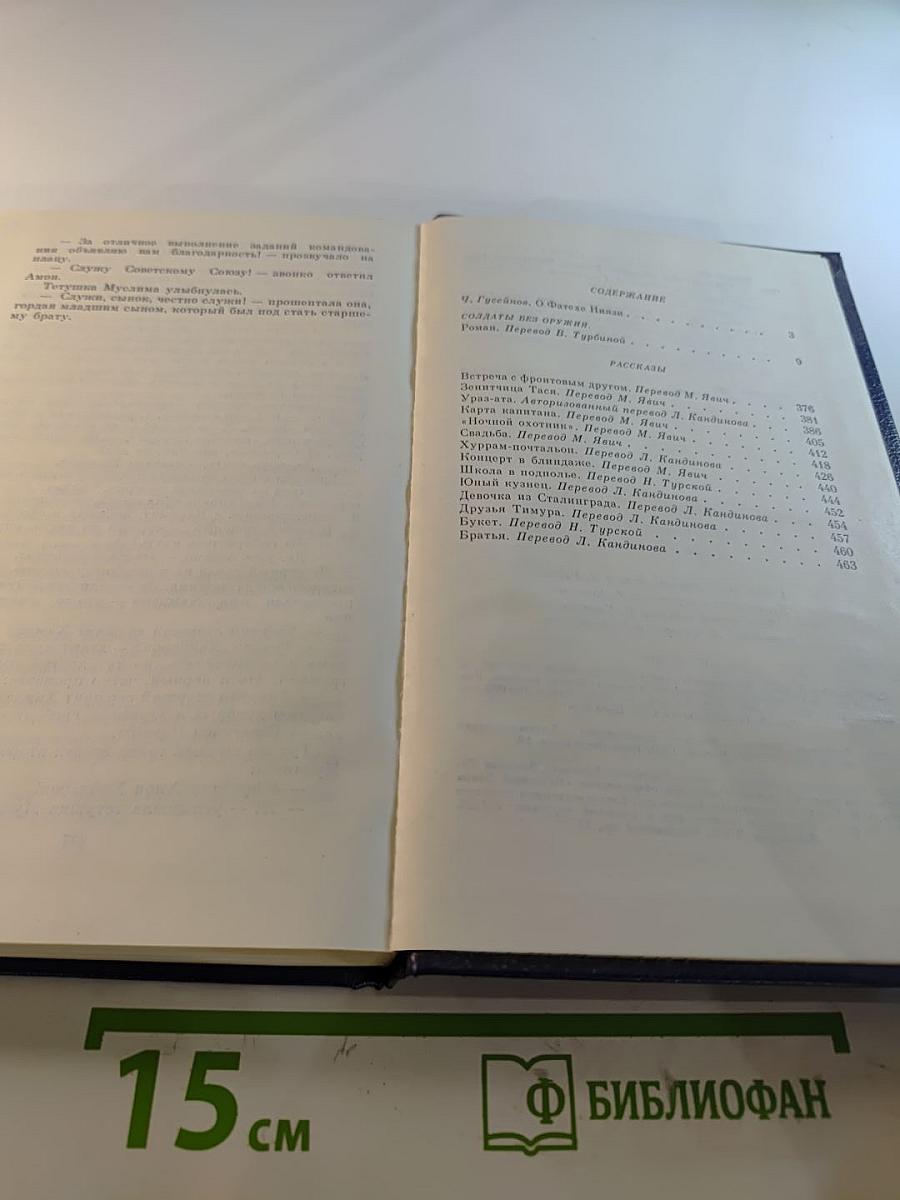 — За отличное выполнение заданий командова-
ния объявляю вам благодарность! — прозвучало на
плацу.
— Служу Советскому Союзу! — звонко ответил
Амон.
Тетушка Муслима улыбнулась.
— Служи, сынок, честно служи! — прошептала она,
гордая младшим сыном, который был под стать старше-
му брату.
СОДЕРЖАНИЕ
Ч. Гусейнов. О Фатехе Ниязи . . . . . . . . 3
СОЛДАТЫ БЕЗ ОРУЖИЯ.
Роман. Перевод В. Турбиной . . . . . . . . 9
РАССКАЗЫ
Встреча с фронтовым другом. Перевод М. Явич . . . . 376
Зенитчица Тася. Перевод М. Явич . . . . . . . 381
Ураз-ата. Авторизованный перевод Л. Кандинова . . . 386
Карта капитана. Перевод М. Явич . . . . . . . 405
«Ночной охотник». Перевод М. Явич . . . . . . 412
Свадьба. Перевод М. Явич . . . . . . . . . 418
Хуррам-почтальон. Перевод Л. Кандинова . . . . . 426
Концерт в блиндаже. Перевод М. Явич . . . . . . 440
Школа в подполье. Перевод Н. Турской . . . . . . 444
Юный кузнец. Перевод Л. Кандинова . . . . . . 452
Девочка из Сталинграда. Перевод Л. Кандинова . . . 454
Друзья Тимура. Перевод Л. Кандинова . . . . . . 457
Букет. Перевод Н. Турской . . . . . . . . 460
Братья. Перевод Л. Кандинова . . . . . . . . 463
15 см
Ф БИБЛИОФАН